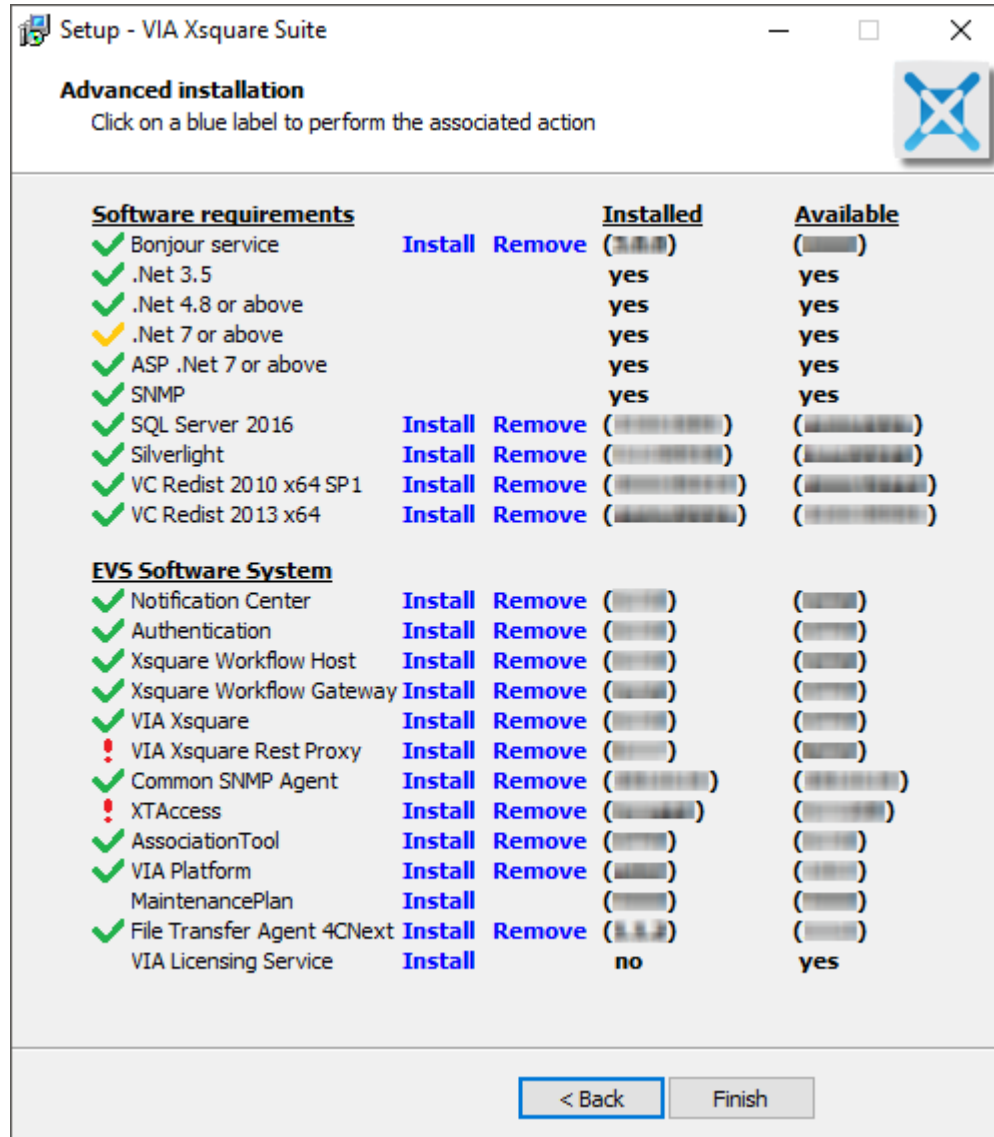 Setup - VIA Xsquare Suite
Advanced installation
Click on a blue label to perform the associated action
Software requirements Installed Available
Bonjour service Install Remove ( ) ( )
.Net 3.5 yes yes
.Net 4.8 or above yes yes
.Net 7 or above yes yes
ASP .Net 7 or above yes yes
SNMP yes yes
SQL Server 2016 Install Remove ( ) ( )
Silverlight Install Remove ( ) ( )
VC Redist 2010 x64 SP1 Install Remove ( ) ( )
VC Redist 2013 x64 Install Remove ( ) ( )
EVS Software System
Notification Center Install Remove ( ) ( )
Authentication Install Remove ( ) ( )
Xsquare Workflow Host Install Remove ( ) ( )
Xsquare Workflow Gateway Install Remove ( ) ( )
VIA Xsquare Install Remove ( ) ( )
VIA Xsquare Rest Proxy Install Remove ( ) ( )
Common SNMP Agent Install Remove ( ) ( )
XTAccess Install Remove ( ) ( )
AssociationTool Install Remove ( ) ( )
VIA Platform Install Remove ( ) ( )
MaintenancePlan Install ( ) ( )
File Transfer Agent 4CNext Install Remove ( ) ( )
VIA Licensing Service Install no yes
< Back Finish